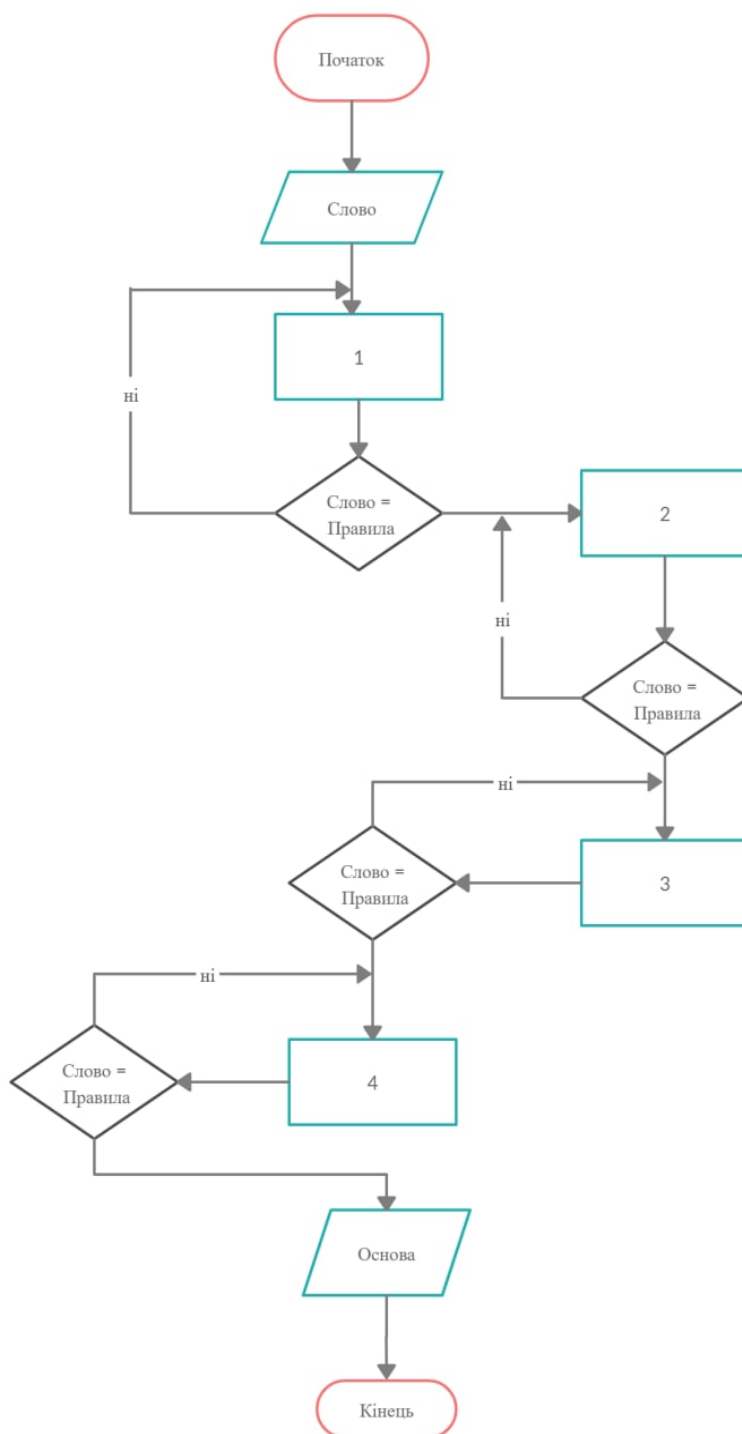 Початок
Слово
1
ні
Слово =
Правила
2
ні
Слово =
Правила
ні
Слово =
Правила
3
ні
Слово =
Правила
4
Основа
Кінець